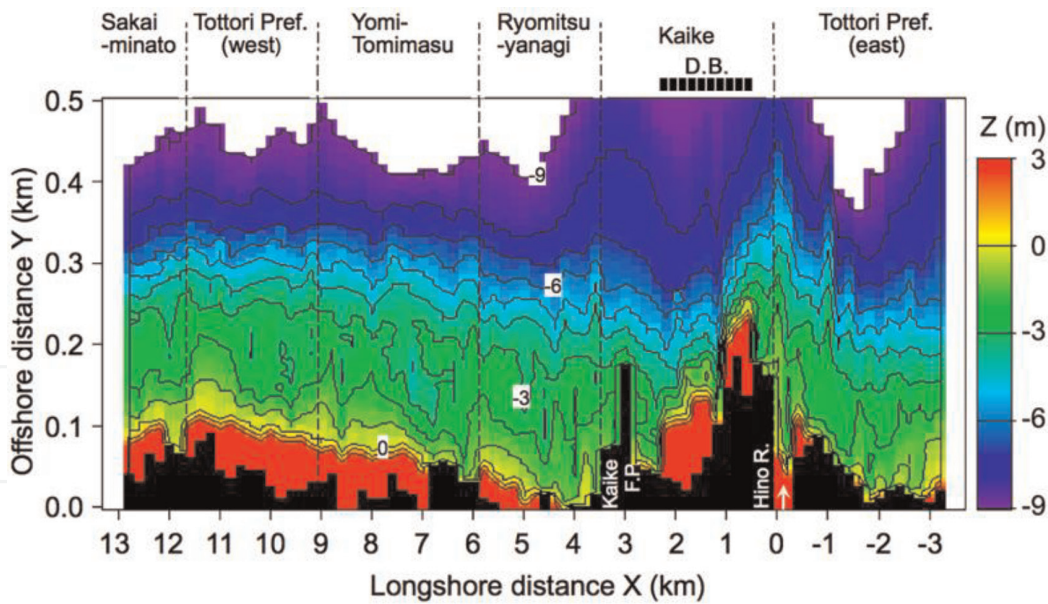 Sakai
-minato
Tottori Pref.
(west)
Yomi-
Tomimasu
Ryomitsu
-yanagi
Kaike
D.B.
Tottori Pref.
(east)
Offshore distance Y (km)
0.5
0.4
0.3
0.2
0.1
0.0
-9
-6
-3
0
Kaike
F.P.
Hino R.
Z (m)
3
0
-3
-6
-9
13 12 11 10 9 8 7 6 5 4 3 2 1 0 -1 -2 -3
Longshore distance X (km)